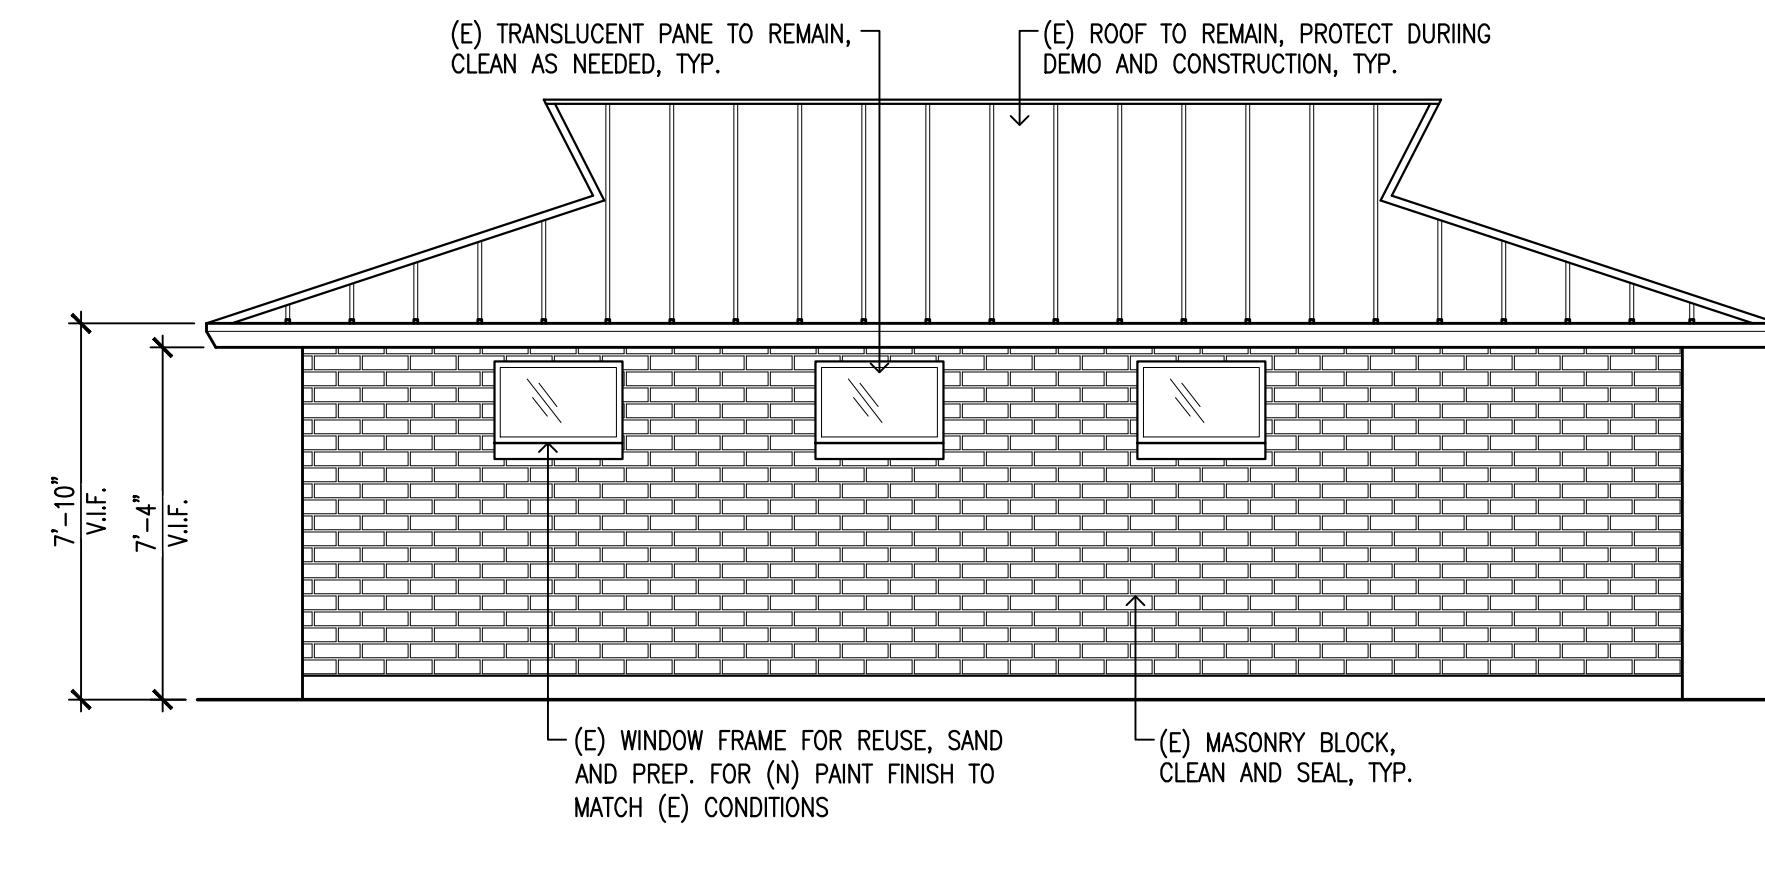 (E) TRANSLUCENT PANE TO REMAIN,
CLEAN AS NEEDED, TYP.
(E) ROOF TO REMAIN, PROTECT DURIING
DEMO AND CONSTRUCTION, TYP.
7'-10"
V.I.F.
7'-4"
V.I.F.
(E) WINDOW FRAME FOR REUSE, SAND
AND PREP. FOR (N) PAINT FINISH TO
MATCH (E) CONDITIONS
(E) MASONRY BLOCK,
CLEAN AND SEAL, TYP.